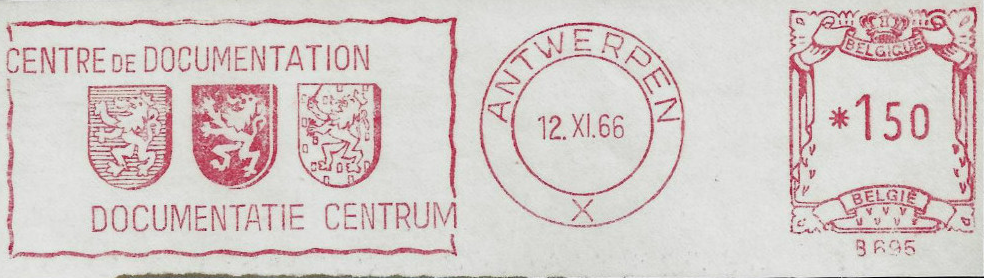 CENTRE DE DOCUMENTATION
DOCUMENTATIE CENTRUM
ANTWERPEN
12. XI. 66
X
BELGIQUE
*150
BELGIË
B 695